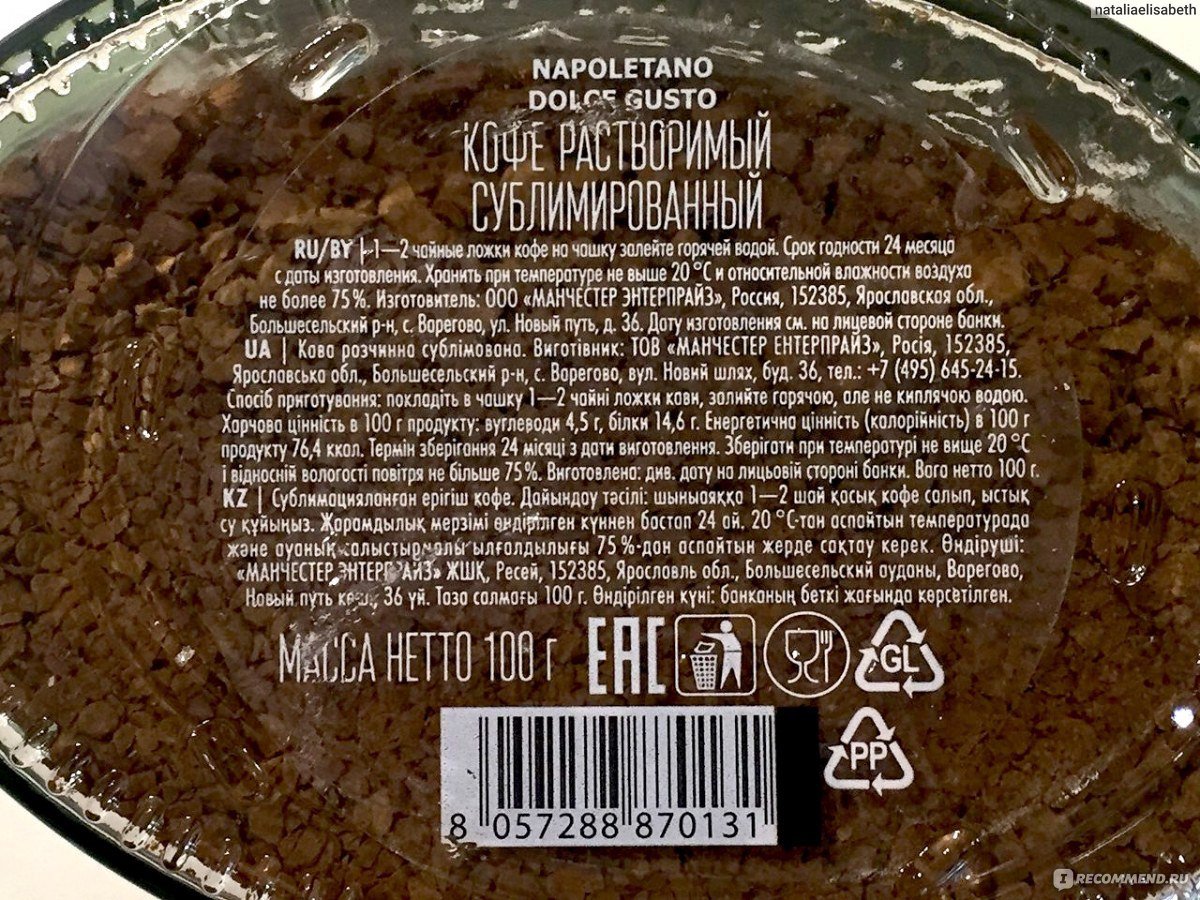 nataliaelisabeth
NAPOLETANO
DOLCE GUSTO
КОФЕ РАСТВОРИМЫЙ
СУБЛИМИРОВАННЫЙ
RU/BY | 1—2 чайные ложки кофе на чашку залейте горячей водой. Срок годности 24 месяца
с даты изготовления. Хранить при температуре не выше 20 °С и относительной влажности воздуха
не более 75%. Изготовитель: ООО «МАНЧЕСТЕР ЭНТЕРПРАЙЗ», Россия, 152385, Ярославская обл.,
Большесельский р-н, с. Варегово, ул. Новый путь, д. 36. Дату изготовления см. на лицевой стороне банки.
UA | Кава розчинна сублімована. Виготівник: ТОВ «МАНЧЕСТЕР ЕНТЕРПРАЙЗ», Росія, 152385,
Ярославська обл., Большесельский р-н, с. Варегово, вул. Новий шлях, буд. 36, тел.: +7 (495) 645-24-15.
Спосіб приготування: покладіть в чашку 1—2 чайні ложки кави, залийте гарячою, але не киплячою водою.
Харчова цінність в 100 г продукту: вуглеводи 4,5 г, білки 14,6 г. Енергетична цінність (калорійність) в 100 г
продукту 76,4 ккал. Термін зберігання 24 місяці з дати виготовлення. Зберігати при температурі не вище 20 °С
і відносній вологості повітря не більше 75%. Виготовлена: див. дату на лицьовій стороні банки. Вага нетто 100 г.
KZ | Сублимацияланған ерігіш кофе. Дайындау тәсілі: шыныаяққа 1—2 шай қасық кофе салып, ыстық
су құйыңыз. Жарамдылық мерзімі өндірілген күннен бастап 24 ай. 20 °С-тан аспайтын температурада
және ауаның салыстырмалы ылғалдылығы 75%-дан аспайтын жерде сақтау керек. Өндіруші:
«МАНЧЕСТЕР ЭНТЕРПРАЙЗ» ЖШҚ, Ресей, 152385, Ярославль обл., Большесельский ауданы, Варегово,
Новый путь көш., 36 үй. Таза салмағы 100 г. Өндірілген күні: банканың беткі жағында көрсетілген.
МАССА НЕТТО 100 г
EAC
GL
PP
8 057288 870131
IRECOMMEND.RU